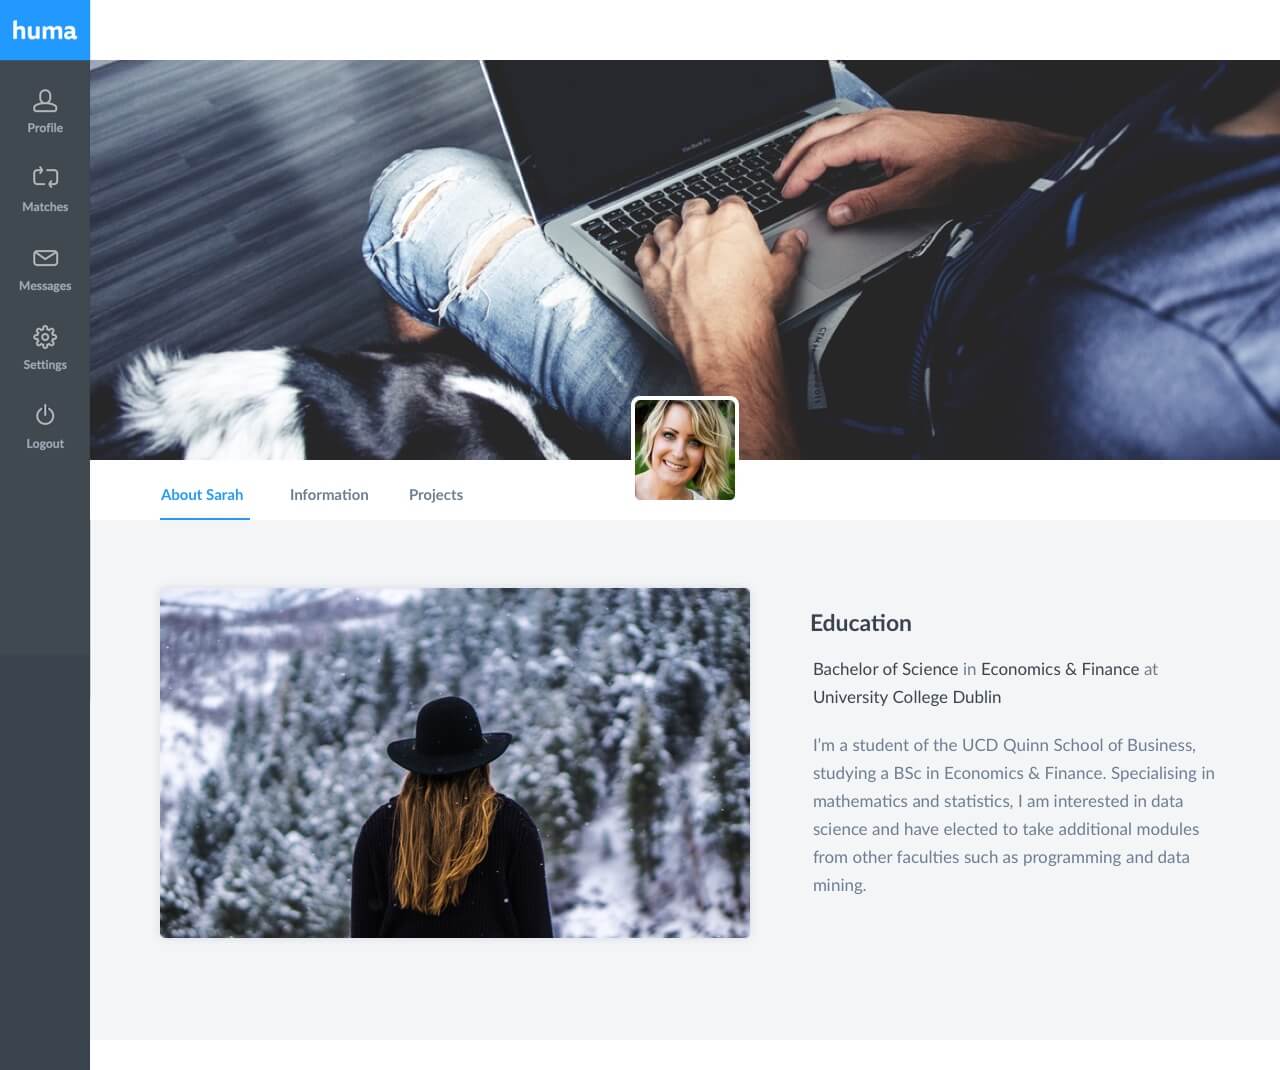 huma
Profile
Matches
Messages
Settings
Logout
MacBook Pro
About Sarah
Information
Projects
Education
Bachelor of Science in Economics & Finance at
University College Dublin
I'm a student of the UCD Quinn School of Business,
studying a BSc in Economics & Finance. Specialising in
mathematics and statistics, I am interested in data
science and have elected to take additional modules
from other faculties such as programming and data
mining.